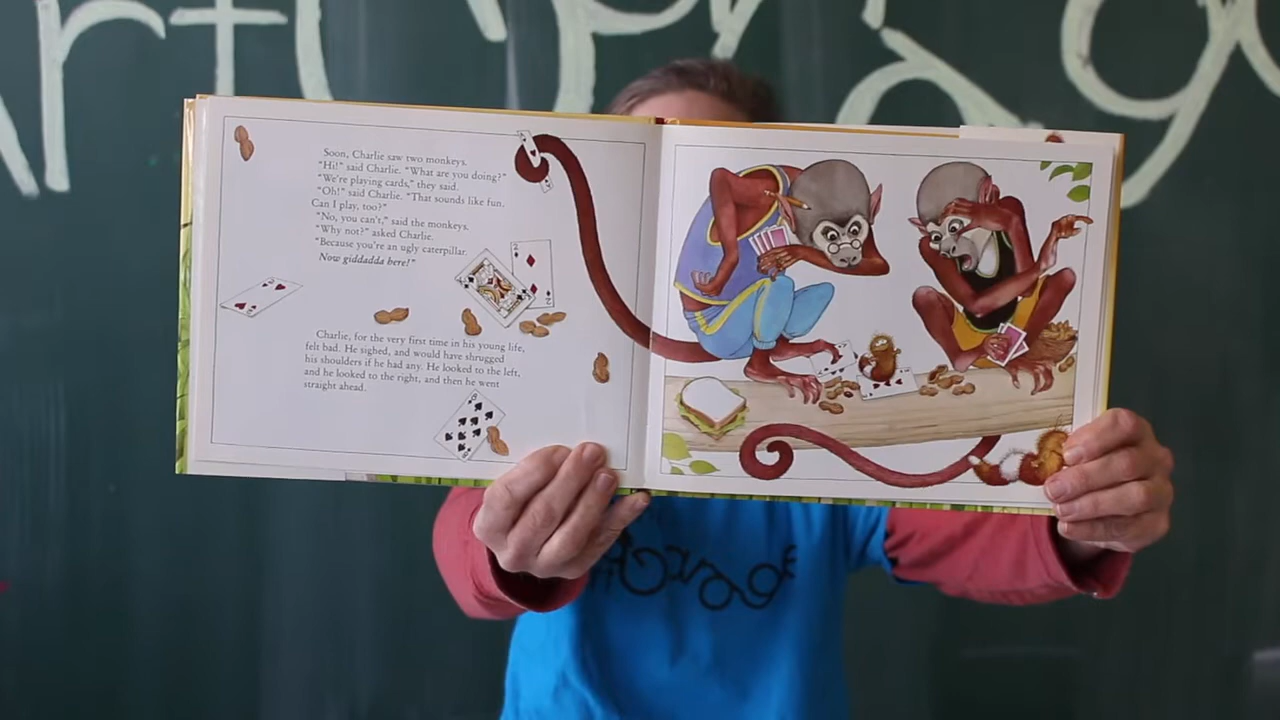 Soon, Charlie saw two monkeys.
"Hi!" said Charlie. "What are you doing?"
"We're playing cards," they said.
"Oh!" said Charlie. "That sounds like fun.
Can I play, too?"
"No, you can't," said the monkeys.
"Why not?" asked Charlie.
"Because you're an ugly caterpillar.
Now giddadda here!"
Charlie, for the very first time in his young life,
felt bad. He sighed, and would have shrugged
his shoulders if he had any. He looked to the left,
and he looked to the right, and then he went
straight ahead.